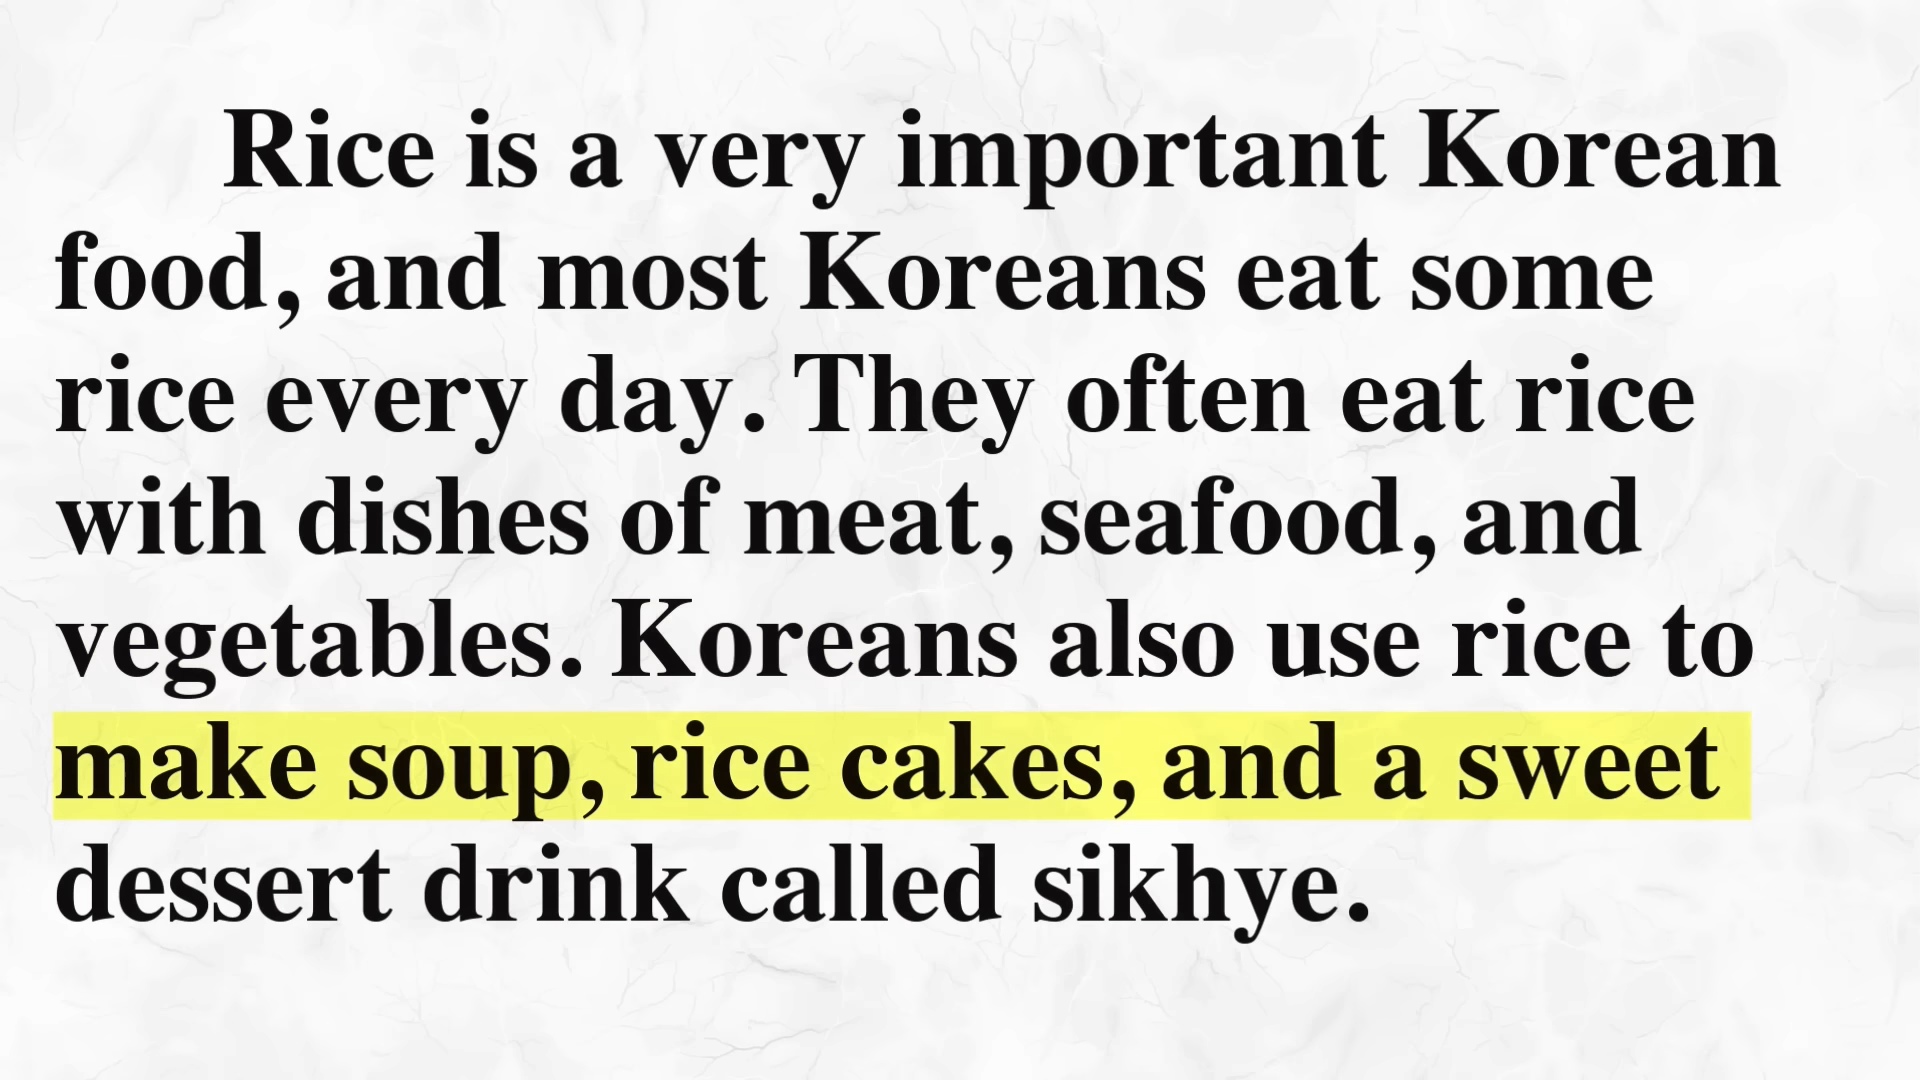 Rice is a very important Korean
food, and most Koreans eat some
rice every day. They often eat rice
with dishes of meat, seafood, and
vegetables. Koreans also use rice to
make soup, rice cakes, and a sweet
dessert drink called sikhye.